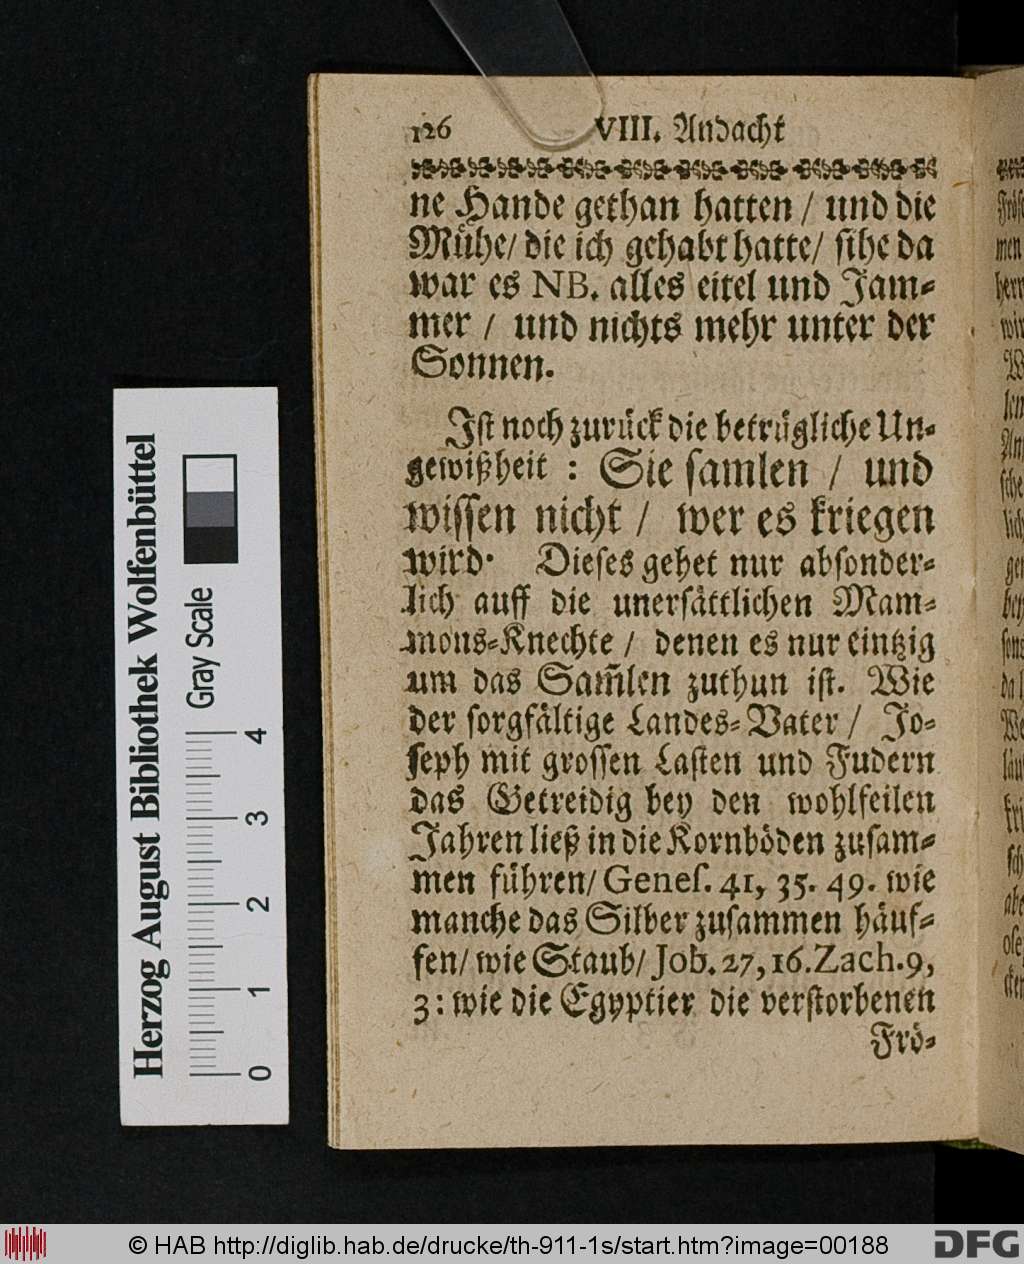 126 VIII. Andacht
ne Hande gethan hatten / und die
Mühe/ die ich gehabt hatte/ sihe da
war es NB. alles eitel und Jam-
mer / und nichts mehr unter der
Sonnen.
Ist noch zurück die betrügliche Un-
gewißheit : Sie samlen / und
wissen nicht / wer es kriegen
wird. Dieses gehet nur absonder-
lich auff die unersättlichen Mam-
mons-Knechte / denen es nur eintzig
um das Sam̃len zuthun ist. Wie
der sorgfältige Landes-Vater / Jo-
seph mit grossen Lasten und Fudern
das Getreidig bey den wohlfeilen
Jahren ließ in die Kornböden zusam-
men führen/ Genes. 41, 35. 49. wie
manche das Silber zusammen häuf-
fen/ wie Staub/ Job. 27, 16. Zach. 9,
3: wie die Egyptier die verstorbenen
Frö-
Herzog August Bibliothek Wolfenbüttel
Gray Scale
0 1 2 3 4
© HAB http://diglib.hab.de/drucke/th-911-1s/start.htm?image=00188
DFG